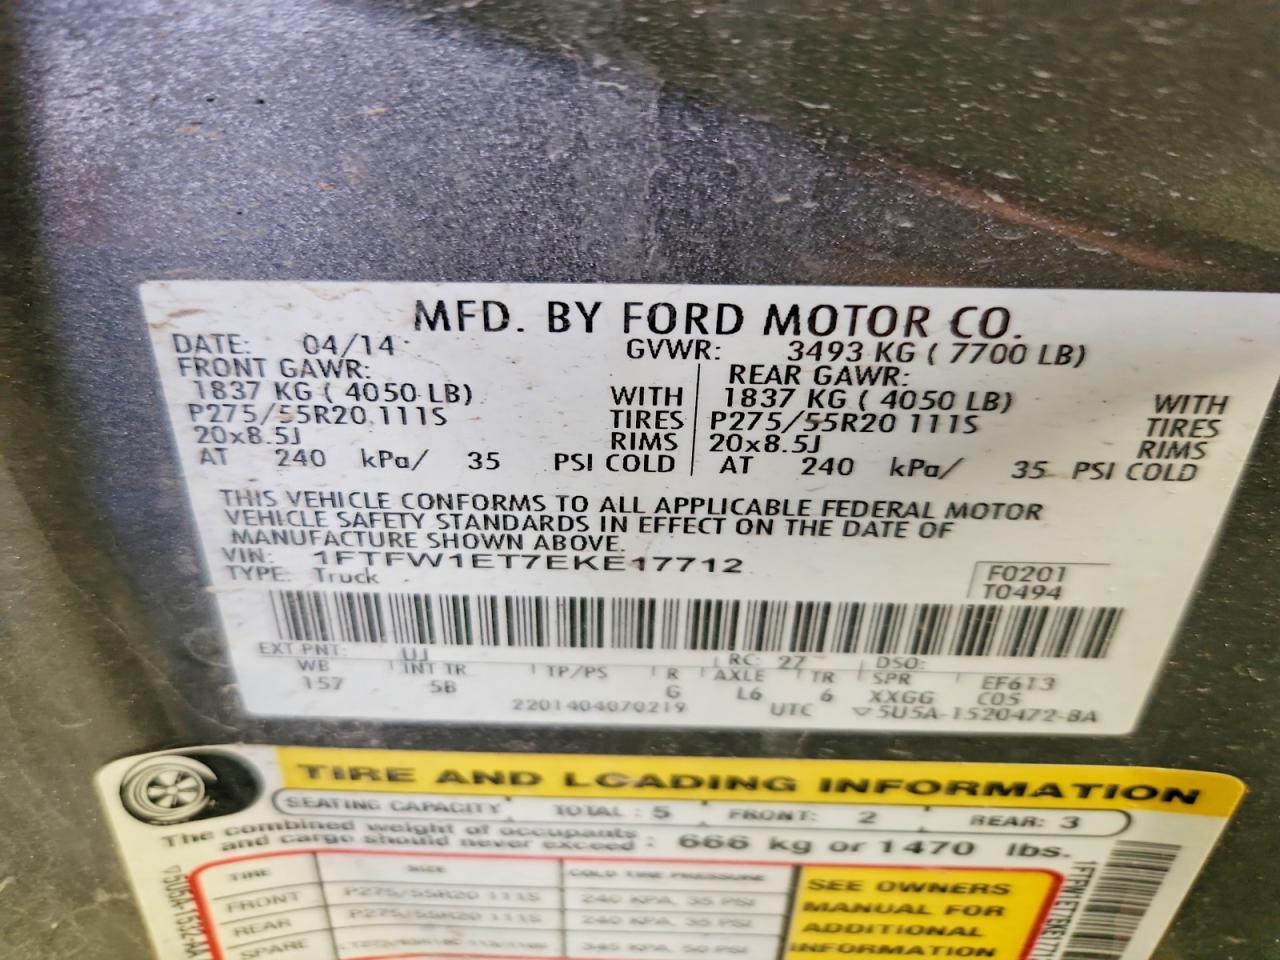 MFD. BY FORD MOTOR CO.
DATE: 04/14 GVWR: 3493 KG ( 7700 LB)
FRONT GAWR: REAR GAWR:
1837 KG ( 4050 LB) WITH 1837 KG ( 4050 LB) WITH
P275/55R20 111S TIRES P275/55R20 111S TIRES
20x8.5J RIMS 20x8.5J RIMS
AT 240 kPa/ 35 PSI COLD AT 240 kPa/ 35 PSI COLD
THIS VEHICLE CONFORMS TO ALL APPLICABLE FEDERAL MOTOR
VEHICLE SAFETY STANDARDS IN EFFECT ON THE DATE OF
MANUFACTURE SHOWN ABOVE.
VIN: 1FTFW1ET7EKE17712
TYPE: Truck
F0201
T0494
EXT PNT: UJ RC: 27 DSO:
WB INT TR TP/PS R AXLE TR SPR EF613
157 5B G L6 6 XXGG C05
2201404070219 UTC ▽5U5A-1520472-BA
TIRE AND LOADING INFORMATION
SEATING CAPACITY TOTAL : 5 FRONT: 2 REAR: 3
The combined weight of occupants
and cargo should never exceed : 666 kg or 1470 lbs.
TIRE SIZE COLD TIRE PRESSURE
FRONT P275/55R20 111S 240 KPA, 35 PSI
REAR P275/55R20 111S 240 KPA, 35 PSI
SPARE 345 KPA, 50 PSI
SEE OWNERS
MANUAL FOR
ADDITIONAL
INFORMATION